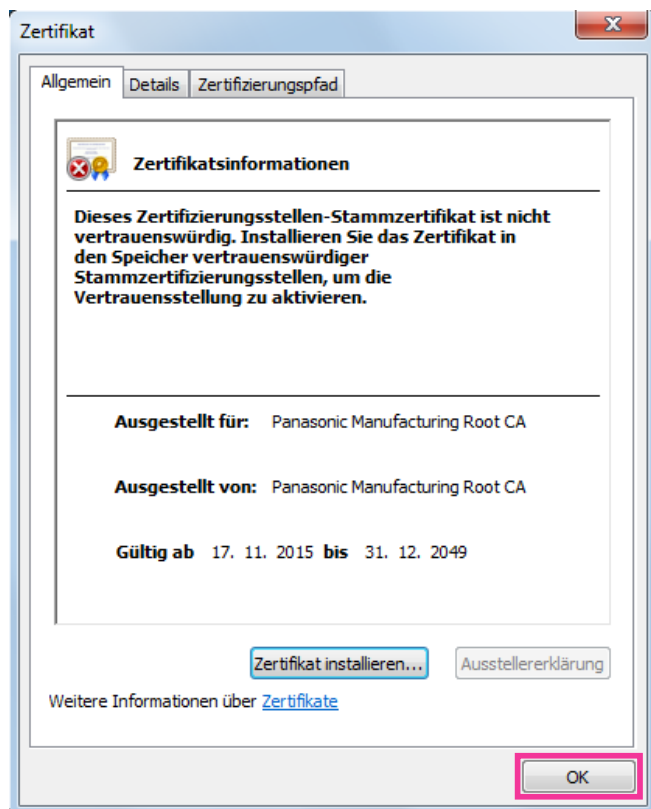 Zertifikat
Allgemein Details Zertifizierungspfad
Zertifikatsinformationen
Dieses Zertifizierungsstellen-Stammzertifikat ist nicht
vertrauenswürdig. Installieren Sie das Zertifikat in
den Speicher vertrauenswürdiger
Stammzertifizierungsstellen, um die
Vertrauensstellung zu aktivieren.
Ausgestellt für: Panasonic Manufacturing Root CA
Ausgestellt von: Panasonic Manufacturing Root CA
Gültig ab 17. 11. 2015 bis 31. 12. 2049
Zertifikat installieren... Ausstellererklärung
Weitere Informationen über Zertifikate
OK